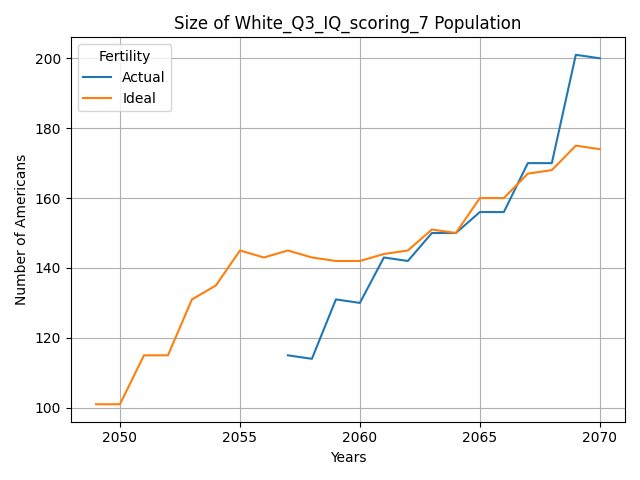 Size of White_Q3_IQ_scoring_7 Population
Fertility
Actual
Ideal
Number of Americans
200
180
160
140
120
100
2050
2055
2060
2065
2070
Years